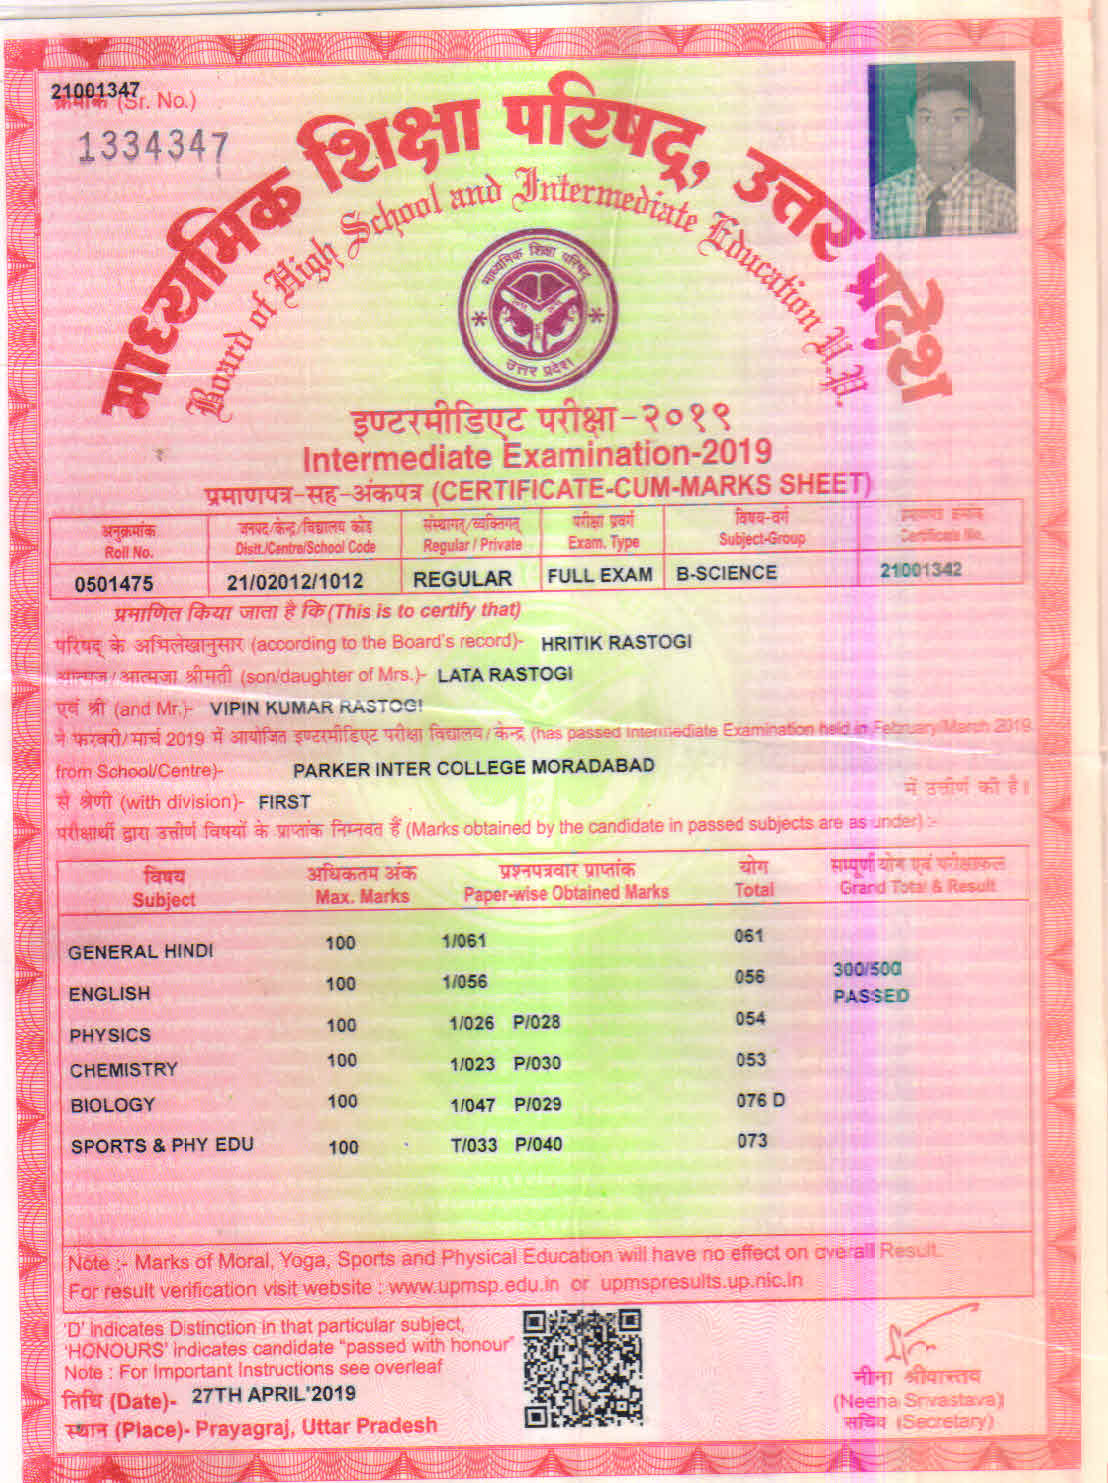 21001347
क्रमांक (Sr. No.)
1334347
माध्यमिक शिक्षा परिषद्, उत्तर प्रदेश
Board of High School and Intermediate Education U.P.
माध्यमिक शिक्षा परिषद्
उत्तर प्रदेश
इण्टरमीडिएट परीक्षा-२०१९
Intermediate Examination-2019
प्रमाणपत्र-सह-अंकपत्र (CERTIFICATE-CUM-MARKS SHEET)
अनुक्रमांक जनपद/केन्द्र/विद्यालय कोड संस्थागत/व्यक्तिगत परीक्षा प्रवर्ग विषय-वर्ग क्रमांक
Roll No. Distt./Centre/School Code Regular / Private Exam. Type Subject-Group Certificate No.
0501475 21/02012/1012 REGULAR FULL EXAM B-SCIENCE 21001342
प्रमाणित किया जाता है कि (This is to certify that)
परिषद् के अभिलेखानुसार (according to the Board's record)- HRITIK RASTOGI
आत्मज/आत्मजा श्रीमती (son/daughter of Mrs.)- LATA RASTOGI
एवं श्री (and Mr.)- VIPIN KUMAR RASTOGI
ने फरवरी/मार्च 2019 में आयोजित इण्टरमीडिएट परीक्षा विद्यालय/केन्द्र (has passed Intermediate Examination held in February/March 2019
from School/Centre)- PARKER INTER COLLEGE MORADABAD
से श्रेणी (with division)- FIRST में उत्तीर्ण की है।
परीक्षार्थी द्वारा उत्तीर्ण विषयों के प्राप्तांक निम्नवत हैं (Marks obtained by the candidate in passed subjects are as under) :-
विषय अधिकतम अंक प्रश्नपत्रवार प्राप्तांक योग सम्पूर्ण योग एवं परीक्षाफल
Subject Max. Marks Paper-wise Obtained Marks Total Grand Total & Result
GENERAL HINDI 100 1/061 061
ENGLISH 100 1/056 056 300/500
PASSED
PHYSICS 100 1/026 P/028 054
CHEMISTRY 100 1/023 P/030 053
BIOLOGY 100 1/047 P/029 076 D
SPORTS & PHY EDU 100 T/033 P/040 073
Note :- Marks of Moral, Yoga, Sports and Physical Education will have no effect on overall Result.
For result verification visit website : www.upmsp.edu.in or upmspresults.up.nic.in
'D' indicates Distinction in that particular subject,
'HONOURS' indicates candidate "passed with honour"
Note : For Important Instructions see overleaf
तिथि (Date)- 27TH APRIL'2019
स्थान (Place)- Prayagraj, Uttar Pradesh
नीना श्रीवास्तव
(Neena Srivastava)
सचिव (Secretary)